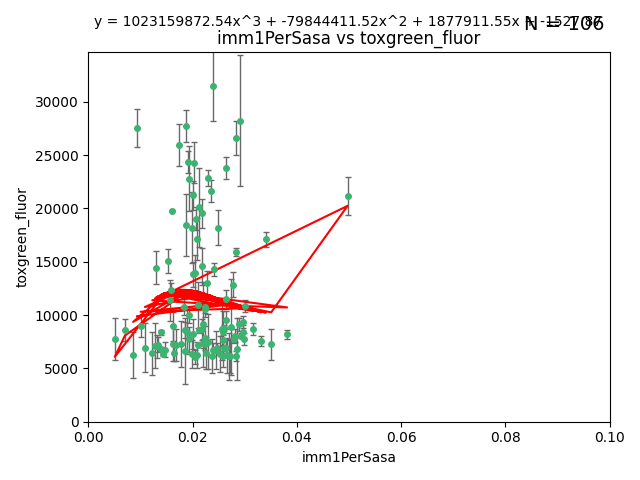 y = 1023159872.54x^3 + -79844411.52x^2 + 1877911.55x +
N = 106
imm1PerSasa vs toxgreen_fluor
toxgreen_fluor
30000
25000
20000
15000
10000
5000
0
0.00 0.02 0.04 0.06 0.08 0.10
imm1PerSasa